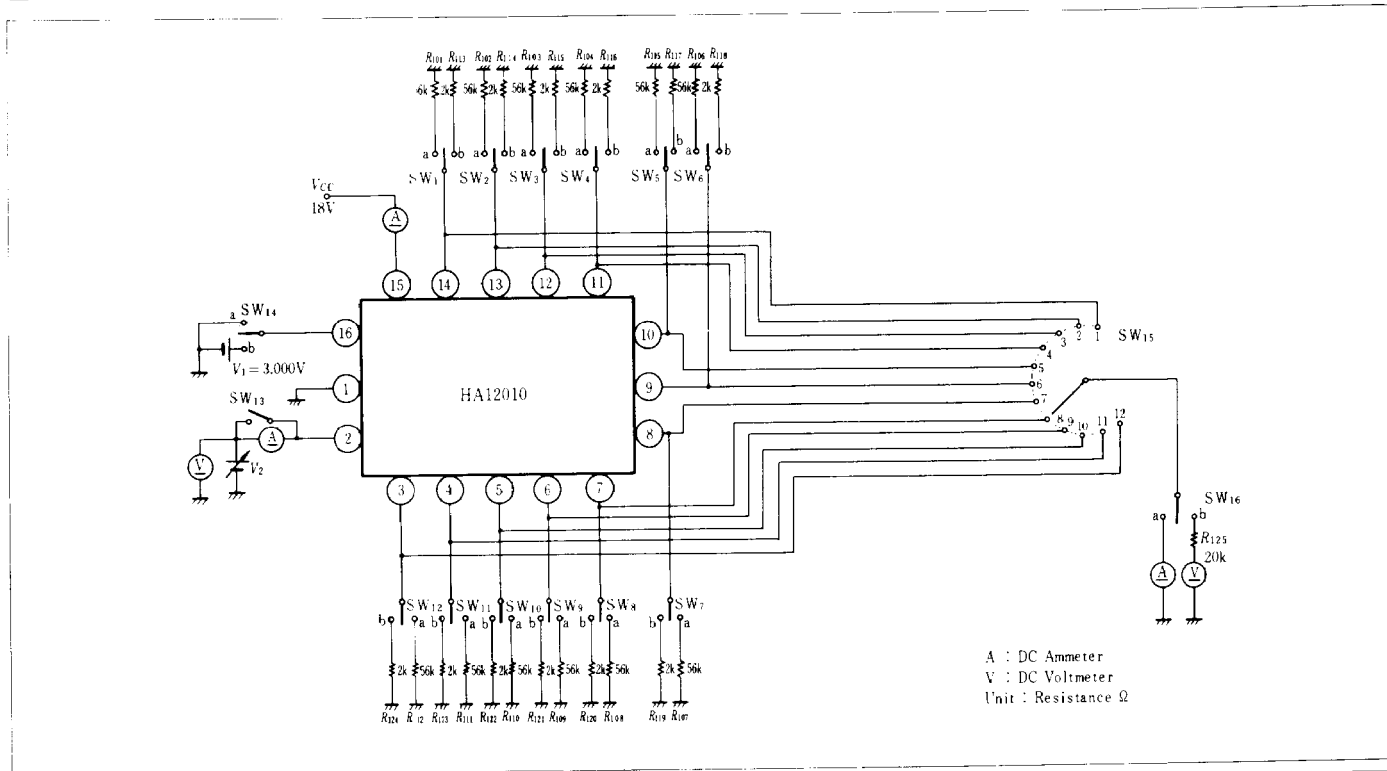 R101 R113 R102 R114 R103 R115 R104 R116 R105 R117 R106 R118
6k 2k 56k 2k 56k 2k 56k 2k 56k 56k 2k
a b a b a b a b a b a b
SW1 SW2 SW3 SW4 SW5 SW6
VCC
18V
A
15 14 13 12 11
SW14
a
b
V1=3.000V
16
1
SW13
A
2
V
V2
HA12010
10
9
8
1 2 3 4 5 6 7 8 9 10 11 12
SW15
3 4 5 6 7
SW16
a b
R125
20k
A V
SW12 SW11 SW10 SW9 SW8 SW7
b a b a b a b a b a b a
2k 56k 2k 56k 2k 56k 2k 56k 2k 56k 2k 56k
R124 R12 R123 R111 R122 R110 R121 R109 R120 R108 R119 R107
A : DC Ammeter
V : DC Voltmeter
Unit : Resistance Ω